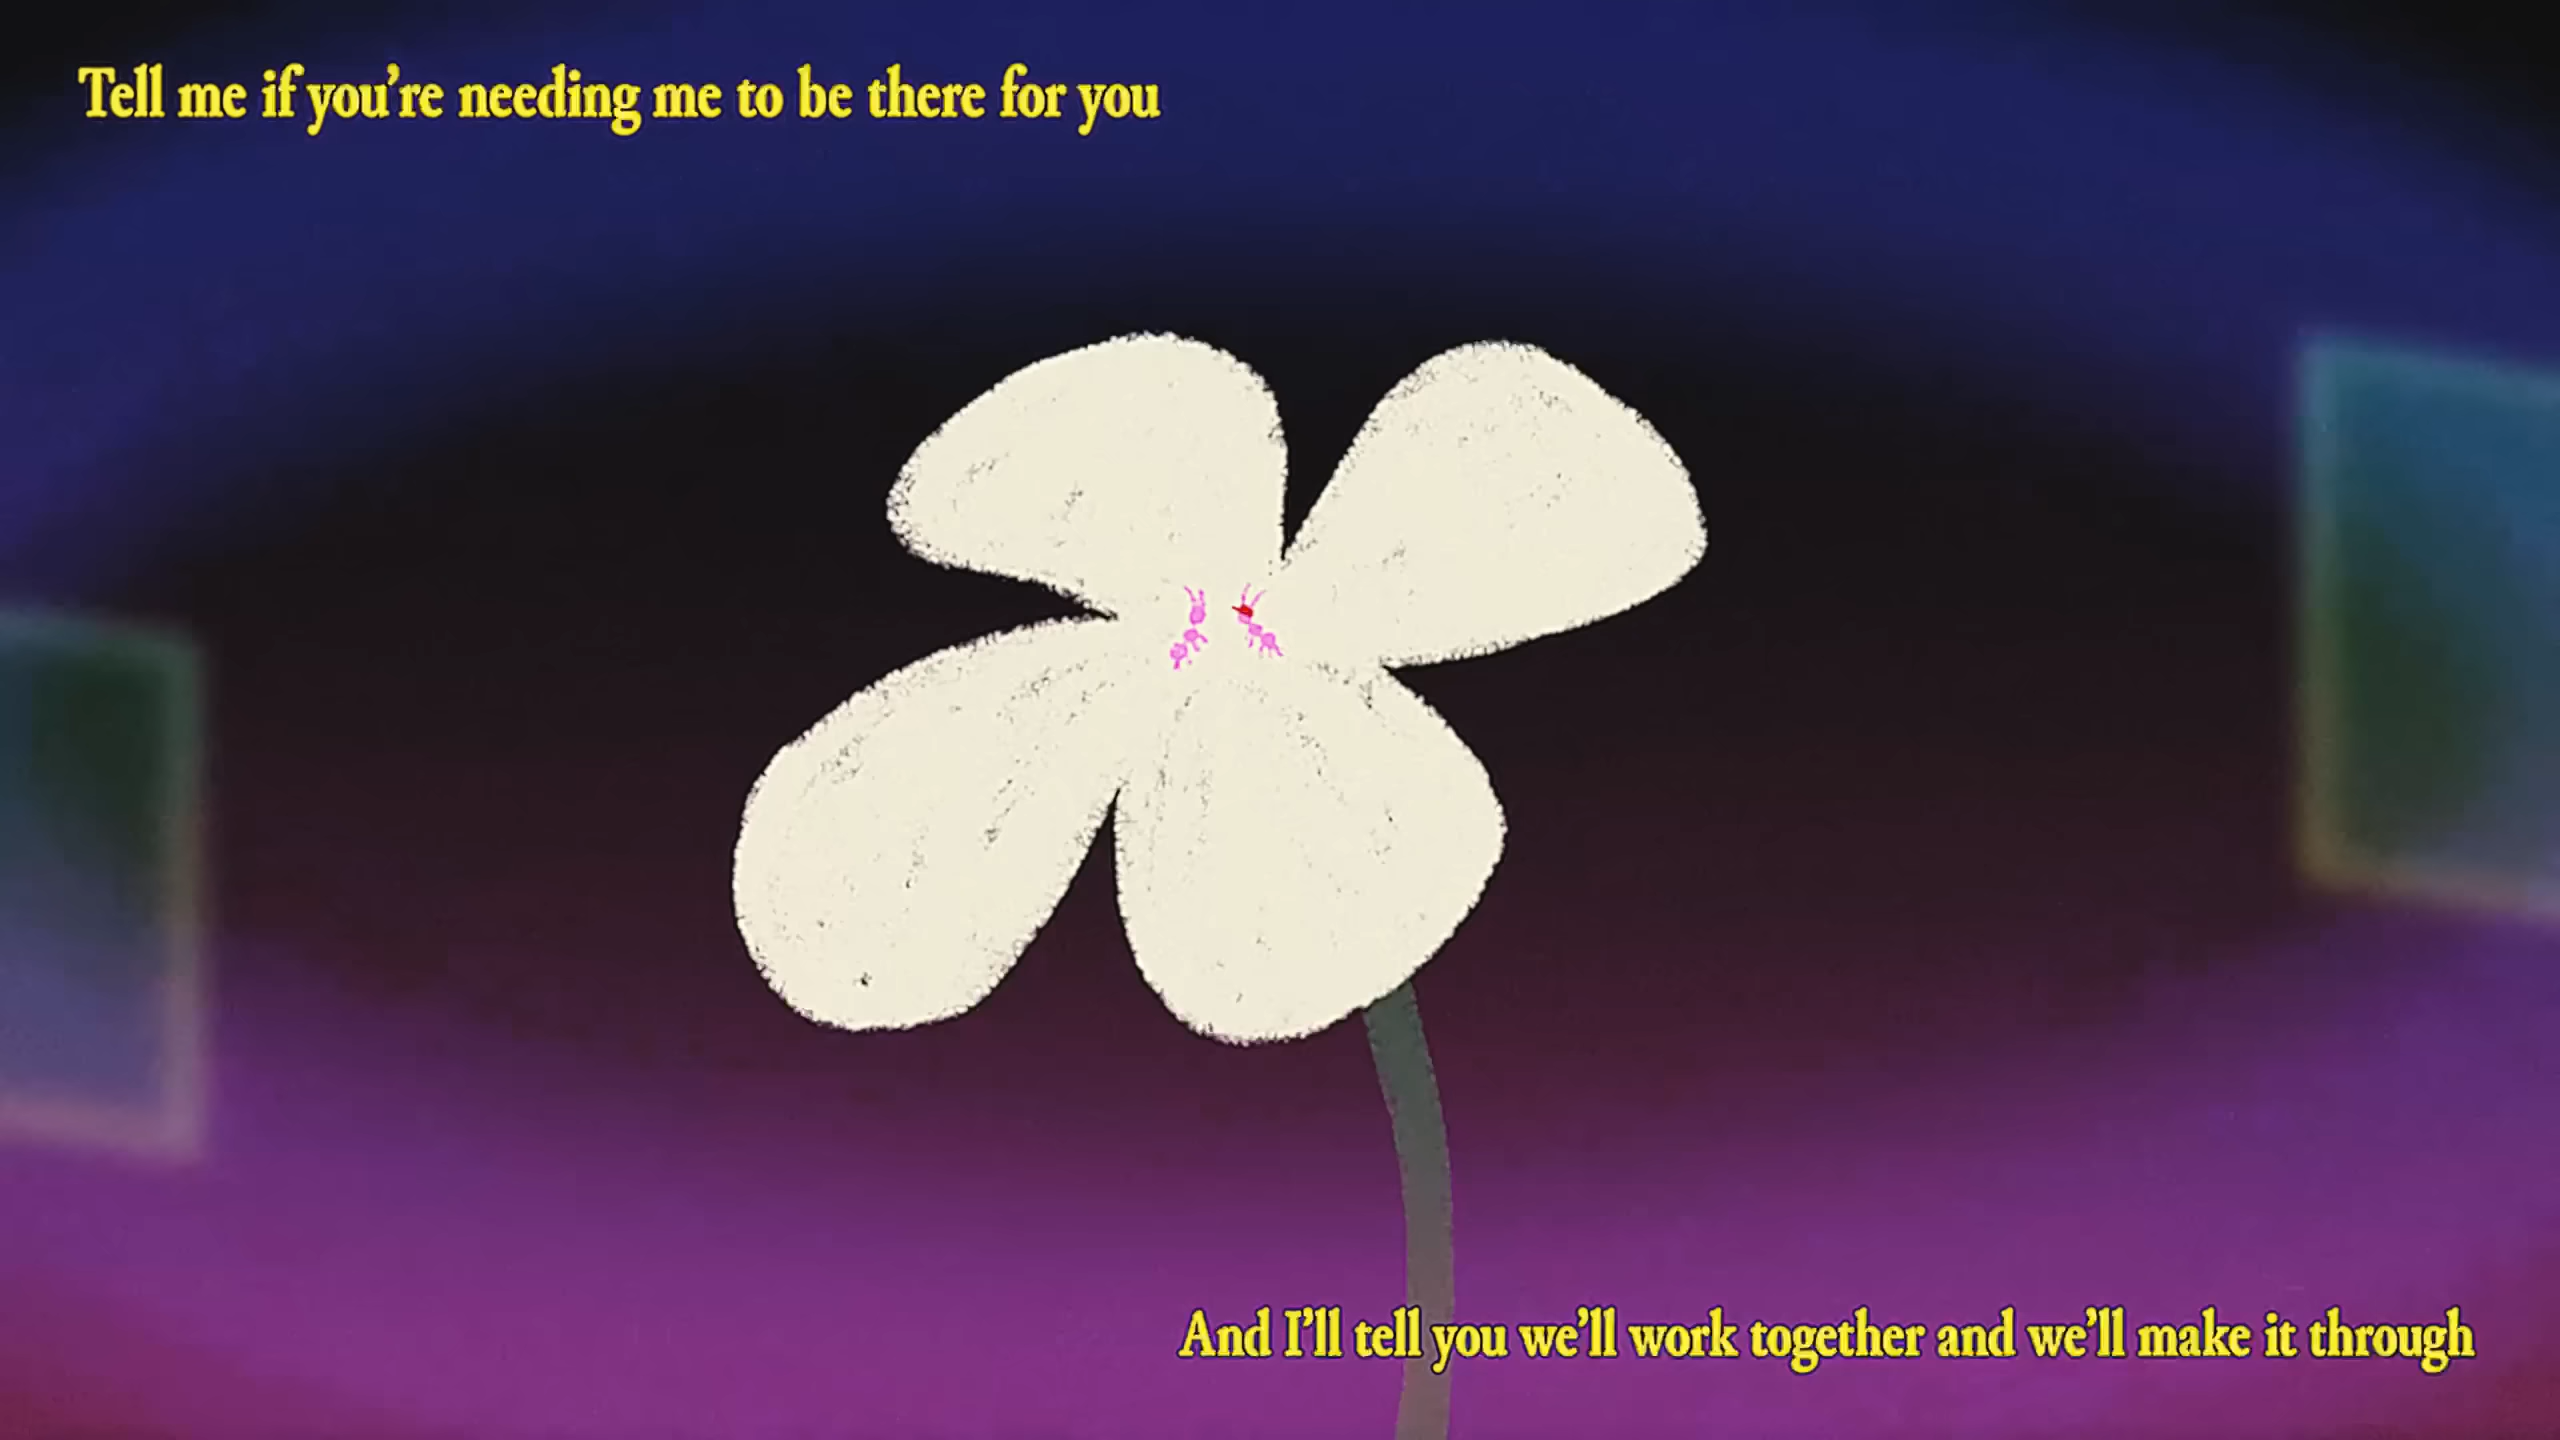 Tell me if you’re needing me to be there for you
And I’ll tell you we’ll work together and we’ll make it through